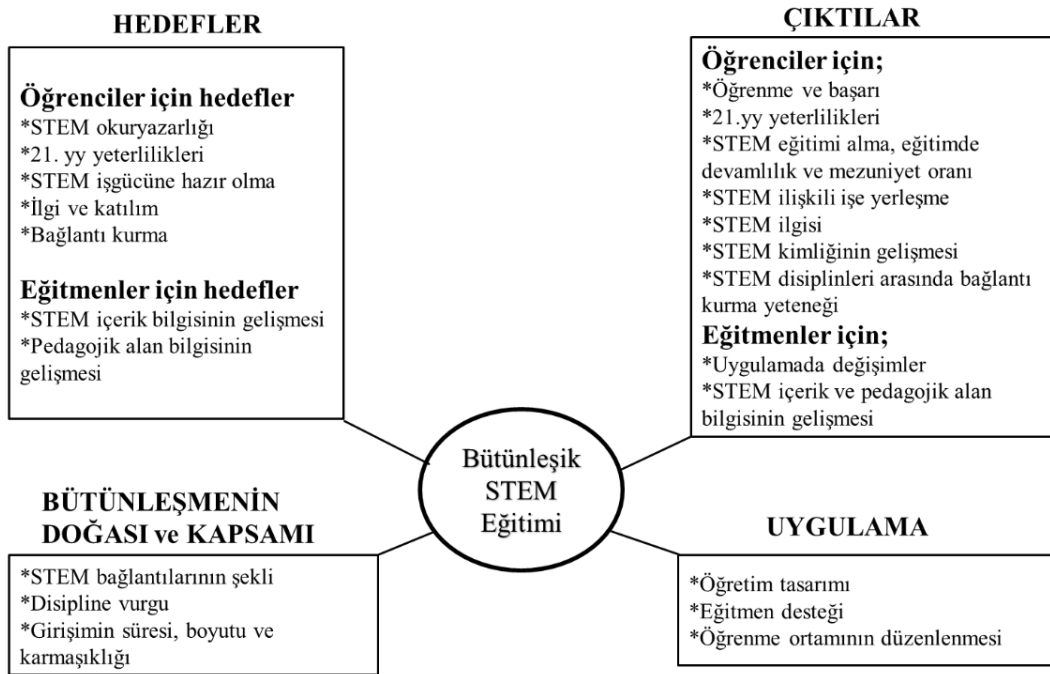 HEDEFLER
Öğrenciler için hedefler
*STEM okuryazarlığı
*21. yy yeterlilikleri
*STEM işgücüne hazır olma
*İlgi ve katılım
*Bağlantı kurma
Eğitmenler için hedefler
*STEM içerik bilgisinin gelişmesi
*Pedagojik alan bilgisinin
gelişmesi
ÇIKTILAR
Öğrenciler için;
*Öğrenme ve başarı
*21.yy yeterlilikleri
*STEM eğitimi alma, eğitimde
devamlılık ve mezuniyet oranı
*STEM ilişkili işe yerleşme
*STEM ilgisi
*STEM kimliğinin gelişmesi
*STEM disiplinleri arasında bağlantı
kurma yeteneği
Eğitmenler için;
*Uygulamada değişimler
*STEM içerik ve pedagojik alan
bilgisinin gelişmesi
Bütünleşik
STEM
Eğitimi
BÜTÜNLEŞMENİN
DOĞASI ve KAPSAMI
*STEM bağlantılarının şekli
*Disipline vurgu
*Girişimin süresi, boyutu ve
karmaşıklığı
UYGULAMA
*Öğretim tasarımı
*Eğitmen desteği
*Öğrenme ortamının düzenlenmesi